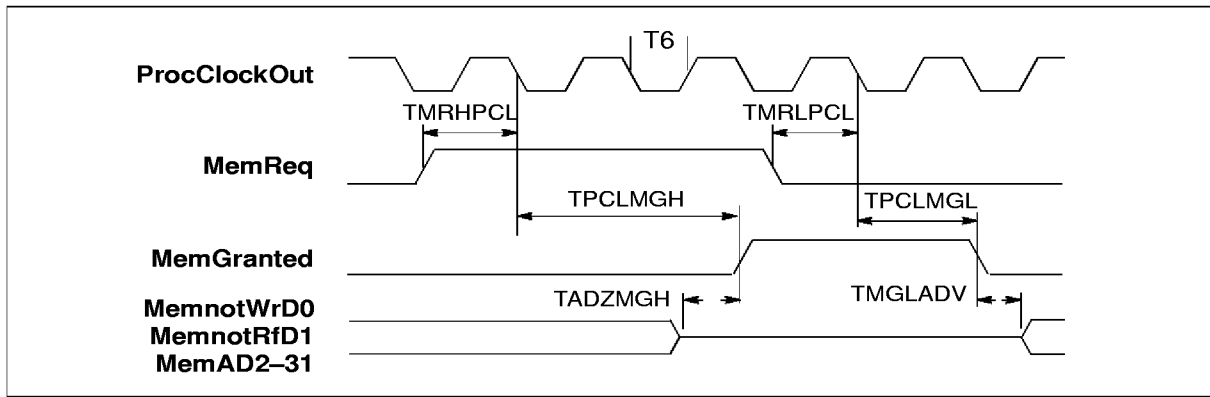 T6
ProcClockOut
TMRHPCL TMRLPCL
MemReq
TPCLMGH TPCLMGL
MemGranted
TADZMGH TMGLADV
MemnotWrD0
MemnotRfD1
MemAD2–31